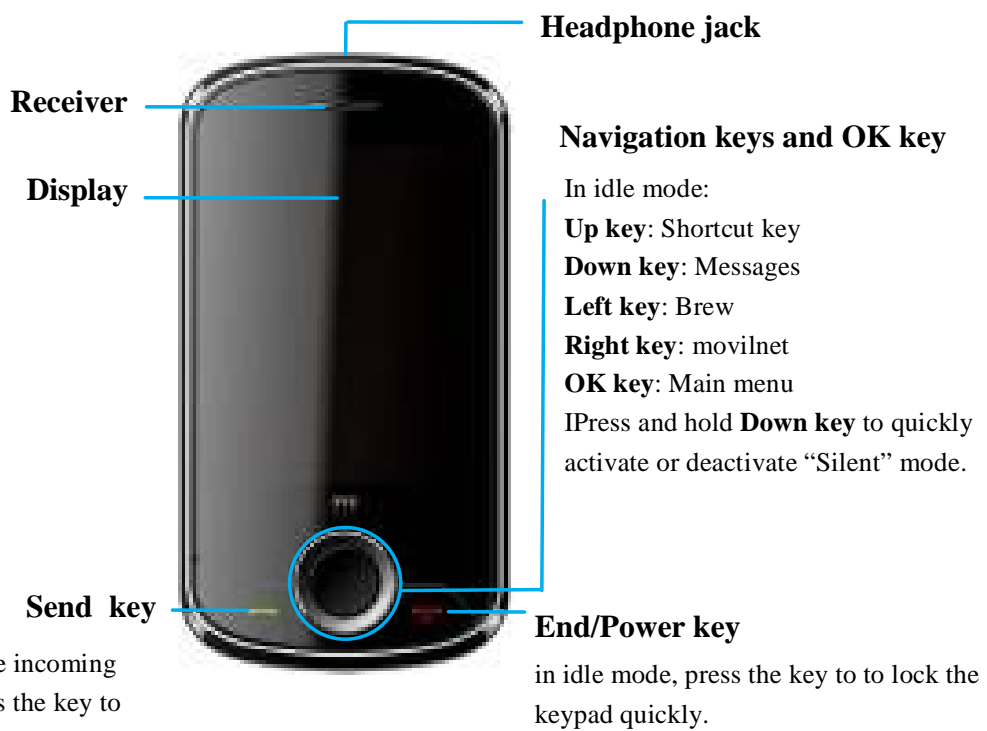 Headphone jack
Receiver
Navigation keys and OK key
Display
In idle mode:
Up key: Shortcut key
Down key: Messages
Left key: Brew
Right key: movilnet
OK key: Main menu
IPress and hold Down key to quickly
activate or deactivate “Silent” mode.
Send key
incoming
the key to
End/Power key
in idle mode, press the key to to lock the
keypad quickly.